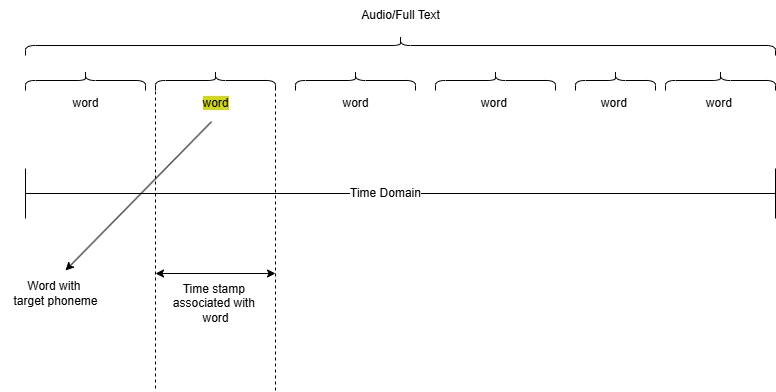 Audio/Full Text
word word word word word word
Time Domain
Word with
target phoneme
Time stamp
associated with
word